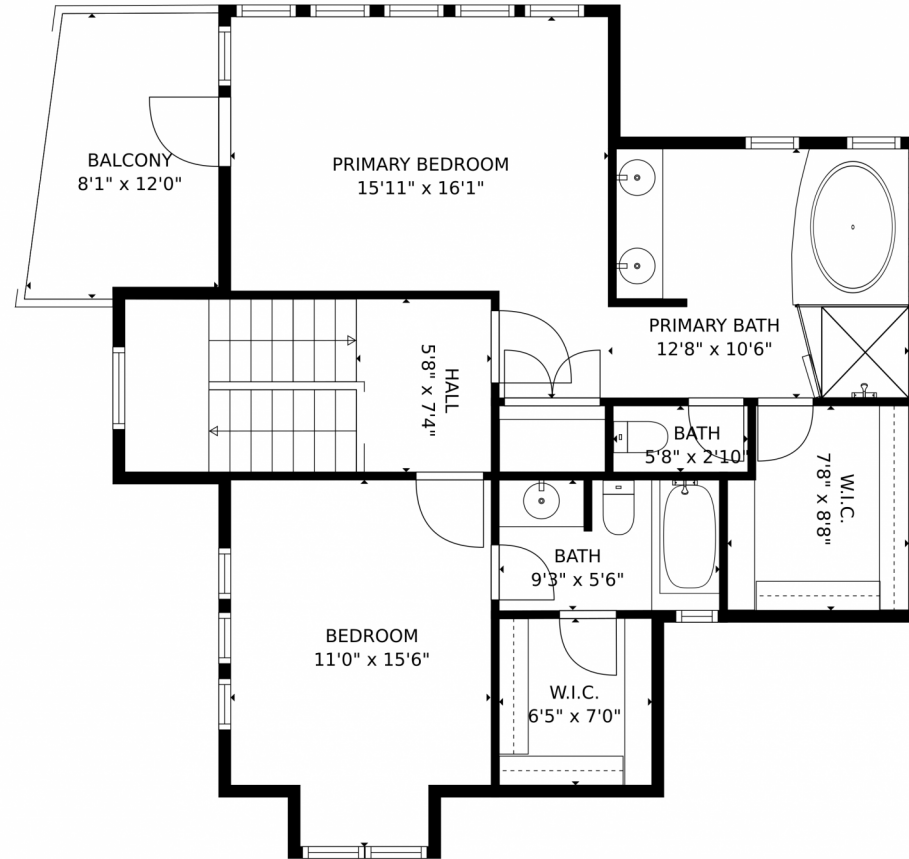 BALCONY
8'1" x 12'0"
PRIMARY BEDROOM
15'11" x 16'1"
PRIMARY BATH
12'8" x 10'6"
HALL
5'8" x 7'4"
BATH
5'8" x 2'10"
W.I.C.
7'8" x 8'8"
BATH
9'3" x 5'6"
BEDROOM
11'0" x 15'6"
W.I.C.
6'5" x 7'0"